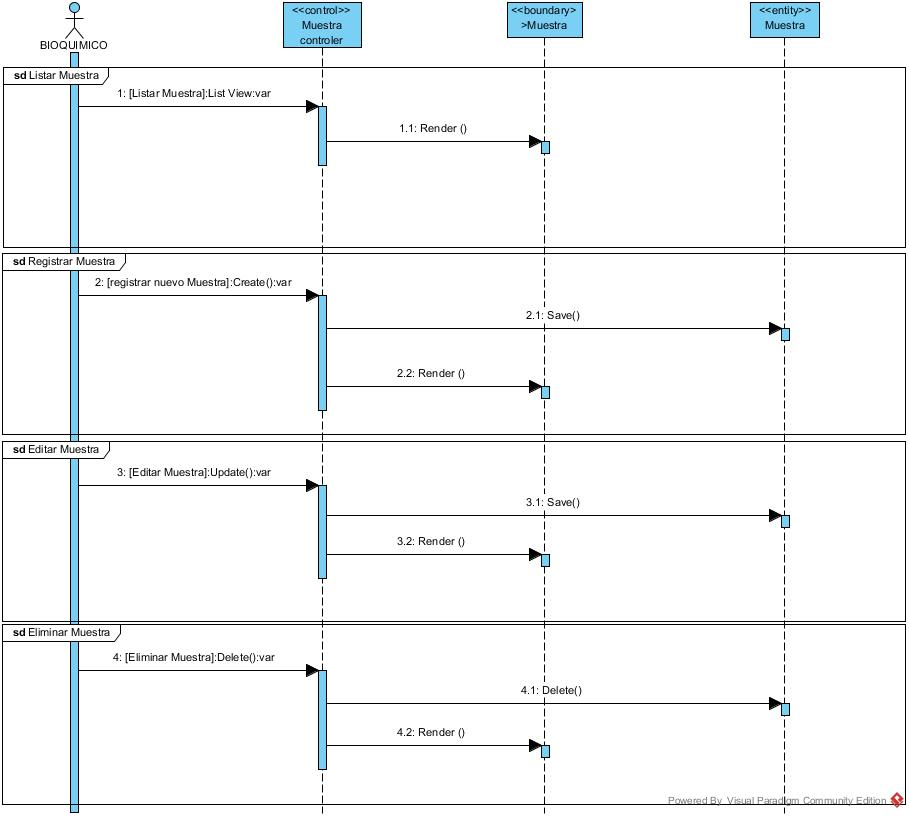 BIOQUIMICO
<<control>>
Muestra
controler
<<boundary>
>Muestra
<<entity>>
Muestra
sd Listar Muestra
1: [Listar Muestra]:List View:var
1.1: Render ()
sd Registrar Muestra
2: [registrar nuevo Muestra]:Create():var
2.1: Save()
2.2: Render ()
sd Editar Muestra
3: [Editar Muestra]:Update():var
3.1: Save()
3.2: Render ()
sd Eliminar Muestra
4: [Eliminar Muestra]:Delete():var
4.1: Delete()
4.2: Render ()
Powered By Visual Paradigm Community Edition